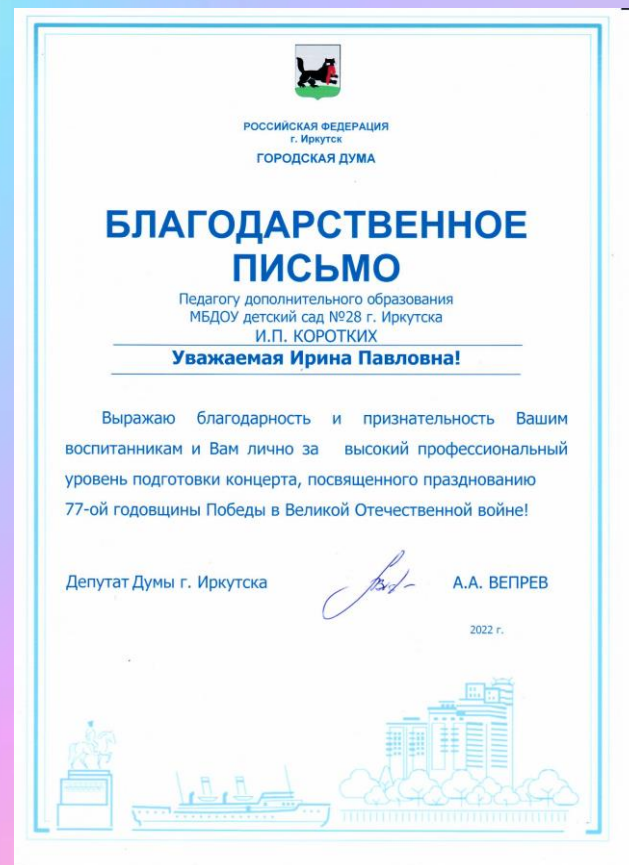 РОССИЙСКАЯ ФЕДЕРАЦИЯ
г. Иркутск
ГОРОДСКАЯ ДУМА
БЛАГОДАРСТВЕННОЕ
ПИСЬМО
Педагогу дополнительного образования
МБДОУ детский сад №28 г. Иркутска
И.П. КОРОТКИХ
Уважаемая Ирина Павловна!
Выражаю благодарность и признательность Вашим
воспитанникам и Вам лично за высокий профессиональный
уровень подготовки концерта, посвященного празднованию
77-ой годовщины Победы в Великой Отечественной войне!
Депутат Думы г. Иркутска А.А. ВЕПРЕВ
2022 г.